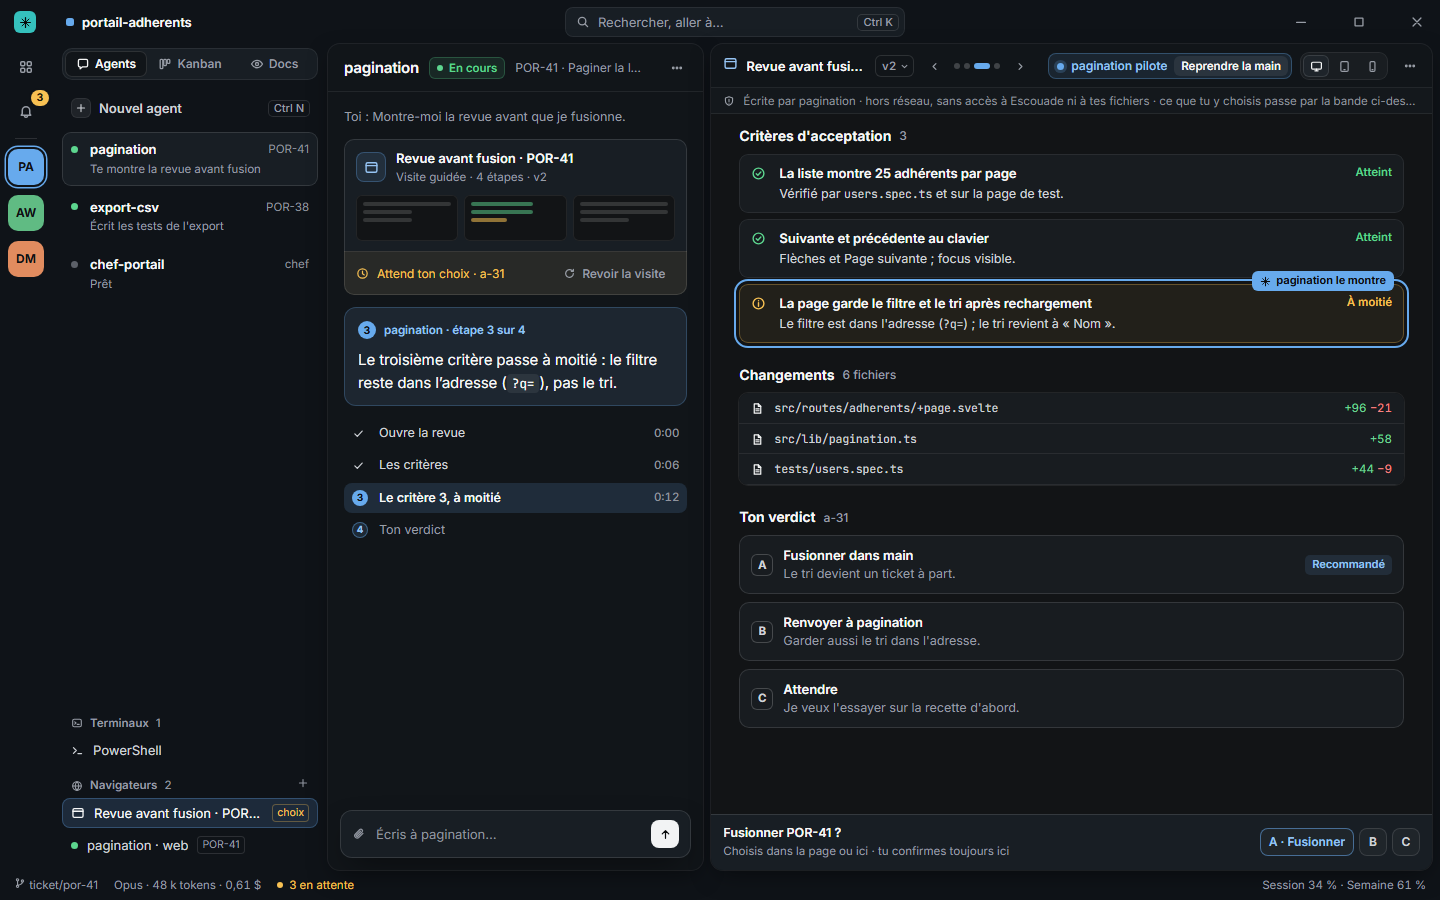 portail-adherents
Rechercher, aller à...
Ctrl K
3
PA
AW
DM
Agents
Kanban
Docs
Nouvel agent
Ctrl N
pagination
POR-41
Te montre la revue avant fusion
export-csv
POR-38
Écrit les tests de l'export
chef-portail
chef
Prêt
Terminaux 1
PowerShell
Navigateurs 2
Revue avant fusion · POR...
choix
pagination · web
POR-41
pagination
En cours
POR-41 · Paginer la l...
Toi : Montre-moi la revue avant que je fusionne.
Revue avant fusion · POR-41
Visite guidée · 4 étapes · v2
Attend ton choix · a-31
Revoir la visite
3
pagination · étape 3 sur 4
Le troisième critère passe à moitié : le filtre
reste dans l'adresse ( ?q= ), pas le tri.
Ouvre la revue
0:00
Les critères
0:06
3
Le critère 3, à moitié
0:12
4
Ton verdict
Écris à pagination...
Revue avant fusi...
v2
pagination pilote
Reprendre la main
Écrite par pagination · hors réseau, sans accès à Escouade ni à tes fichiers · ce que tu y choisis passe par la bande ci-des...
Critères d'acceptation 3
La liste montre 25 adhérents par page
Atteint
Vérifié par users.spec.ts et sur la page de test.
Suivante et précédente au clavier
Atteint
Flèches et Page suivante ; focus visible.
pagination le montre
La page garde le filtre et le tri après rechargement
À moitié
Le filtre est dans l'adresse (?q=) ; le tri revient à « Nom ».
Changements 6 fichiers
src/routes/adherents/+page.svelte
+96 −21
src/lib/pagination.ts
+58
tests/users.spec.ts
+44 −9
Ton verdict a-31
A
Fusionner dans main
Le tri devient un ticket à part.
Recommandé
B
Renvoyer à pagination
Garder aussi le tri dans l'adresse.
C
Attendre
Je veux l'essayer sur la recette d'abord.
Fusionner POR-41 ?
Choisis dans la page ou ici · tu confirmes toujours ici
A · Fusionner
B
C
ticket/por-41
Opus · 48 k tokens · 0,61 $
3 en attente
Session 34 % · Semaine 61 %